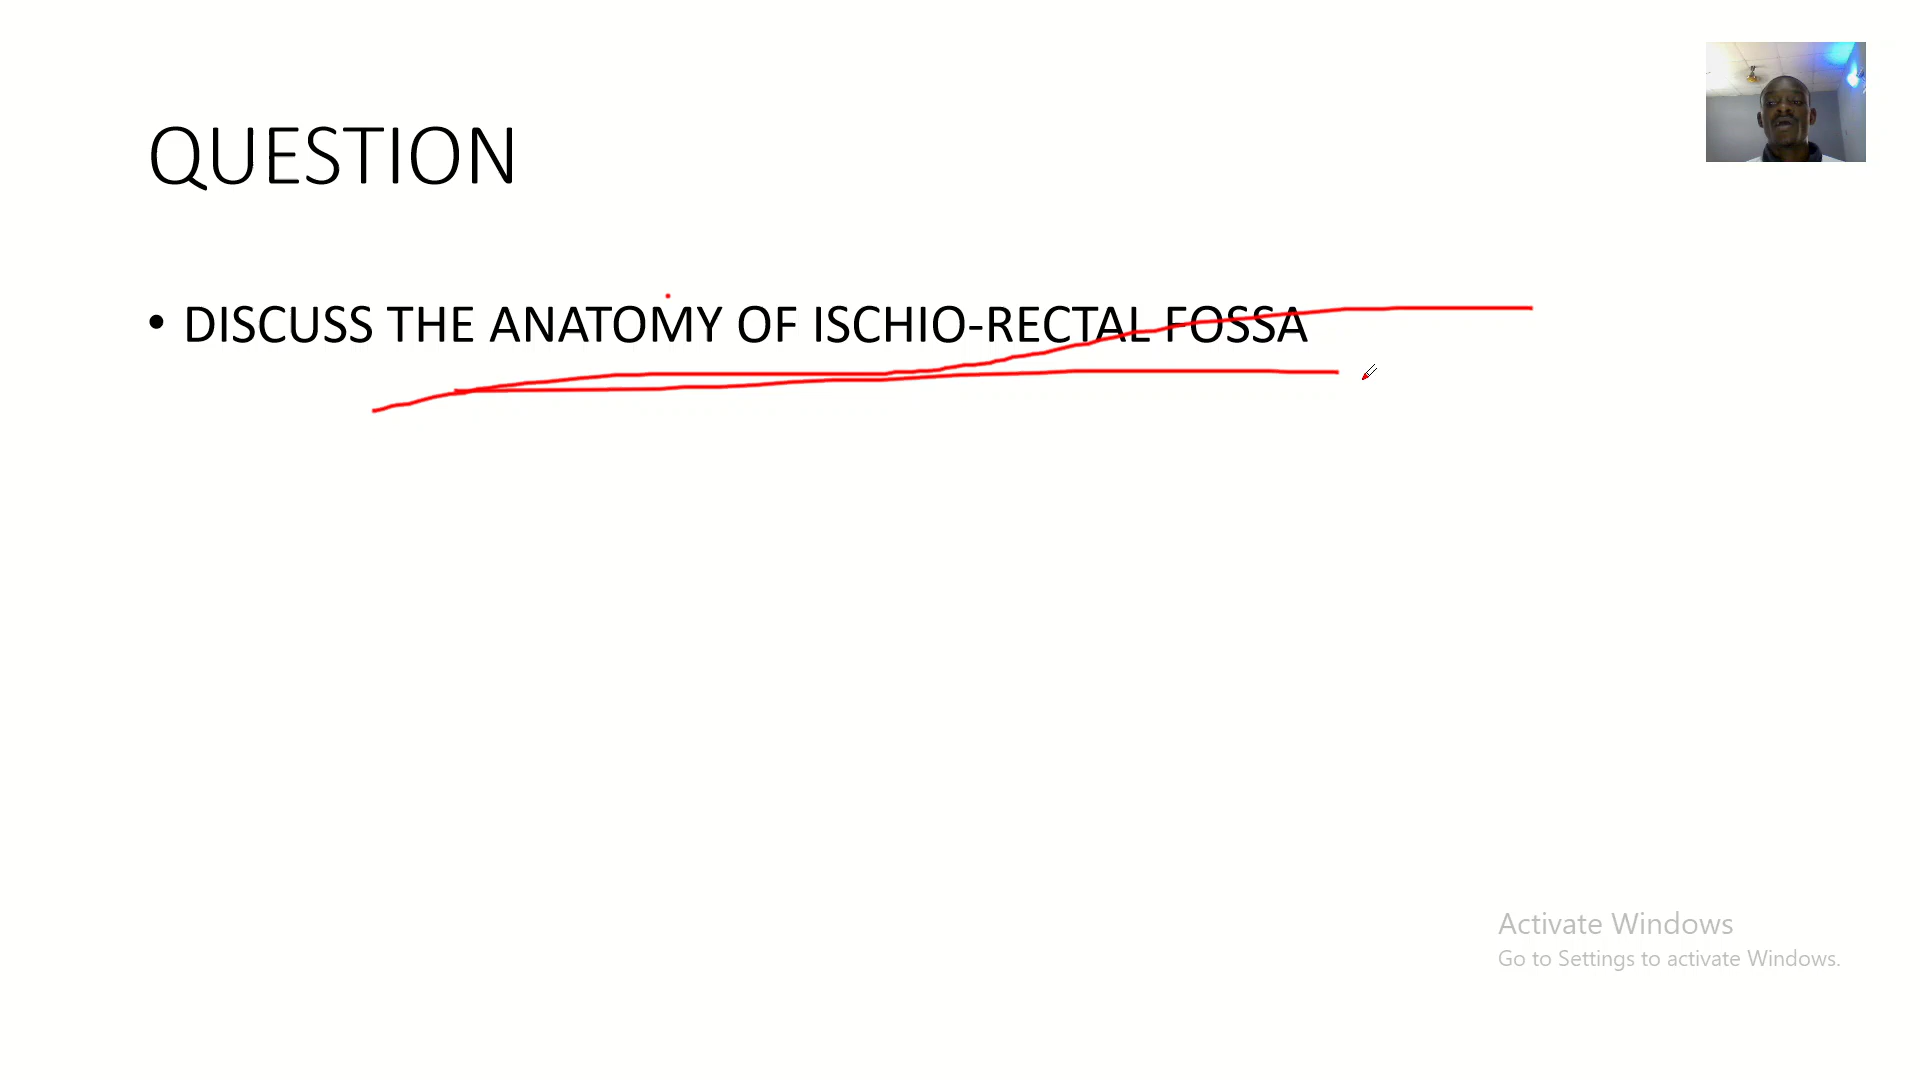 QUESTION
• DISCUSS THE ANATOMY OF ISCHIO-RECTAL FOSSA
Activate Windows
Go to Settings to activate Windows.